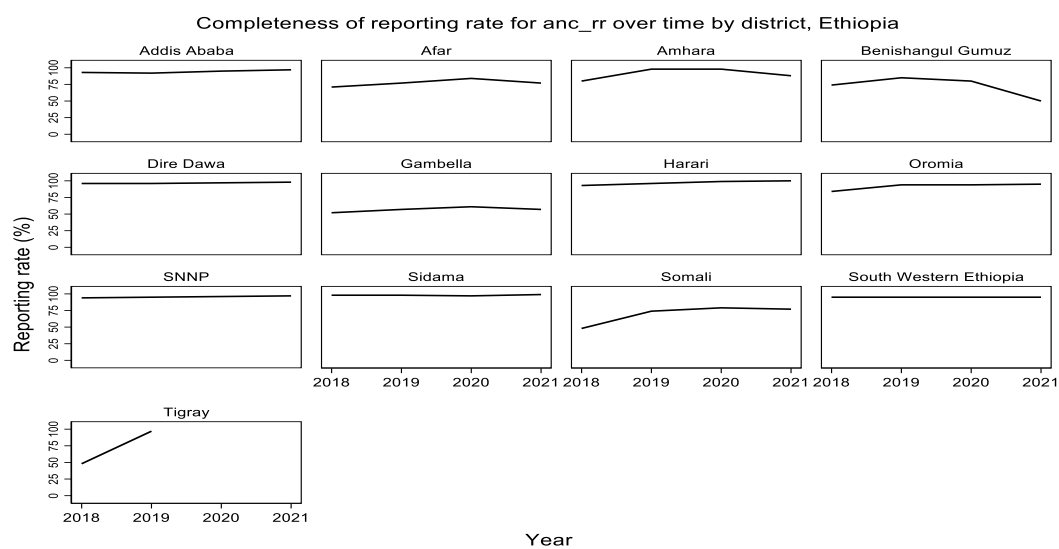 Completeness of reporting rate for anc_rr over time by district, Ethiopia
Addis Ababa
Afar
Amhara
Benishangul Gumuz
0 25 50 75 100
Dire Dawa
Gambella
Harari
Oromia
0 25 50 75 100
SNNP
Sidama
Somali
South Western Ethiopia
0 25 50 75 100
2018 2019 2020 2021
2018 2019 2020 2021
2018 2019 2020 2021
Tigray
0 25 50 75 100
2018 2019 2020 2021
Reporting rate (%)
Year